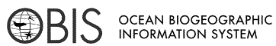 OBIS
OCEAN BIOGEOGRAPHIC
INFORMATION SYSTEM